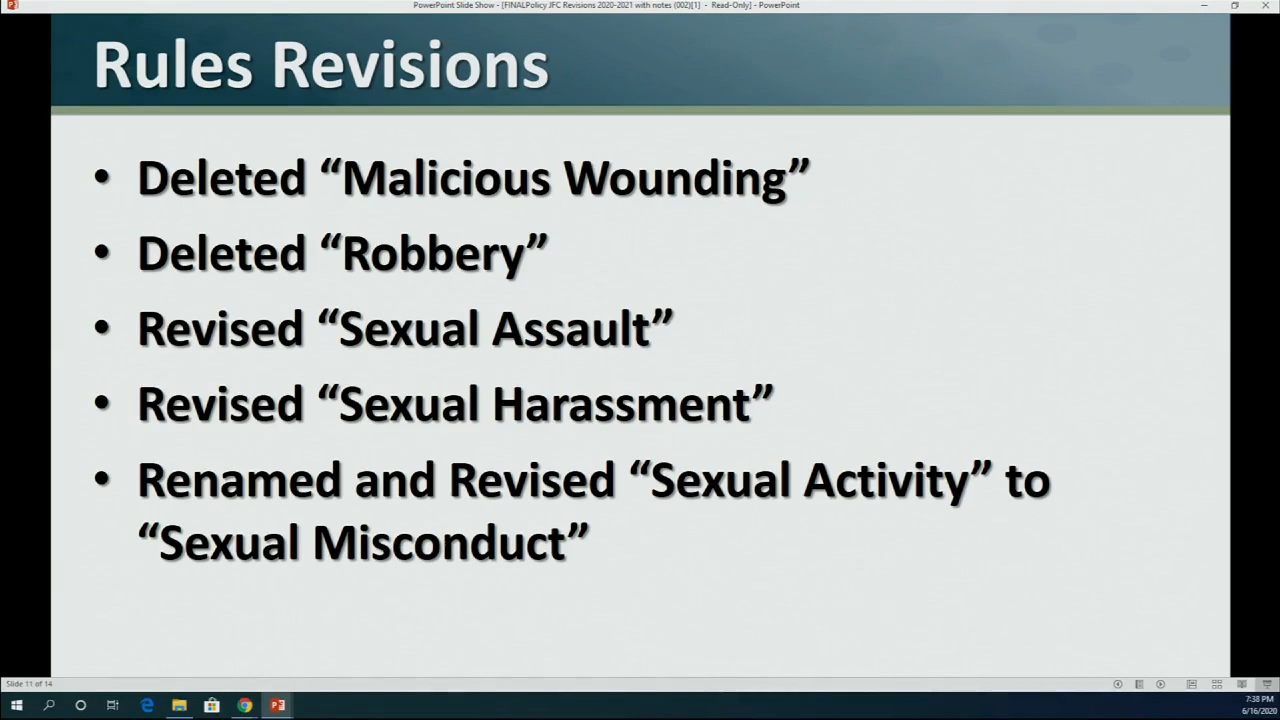 PowerPoint Slide Show - [FINALPolicy JFC Revisions 2020-2021 with notes (002)[1] - Read-Only] - PowerPoint
Rules Revisions
• Deleted “Malicious Wounding”
• Deleted “Robbery”
• Revised “Sexual Assault”
• Revised “Sexual Harassment”
• Renamed and Revised “Sexual Activity” to
“Sexual Misconduct”
Slide 11 of 14
7:38 PM
6/16/2020